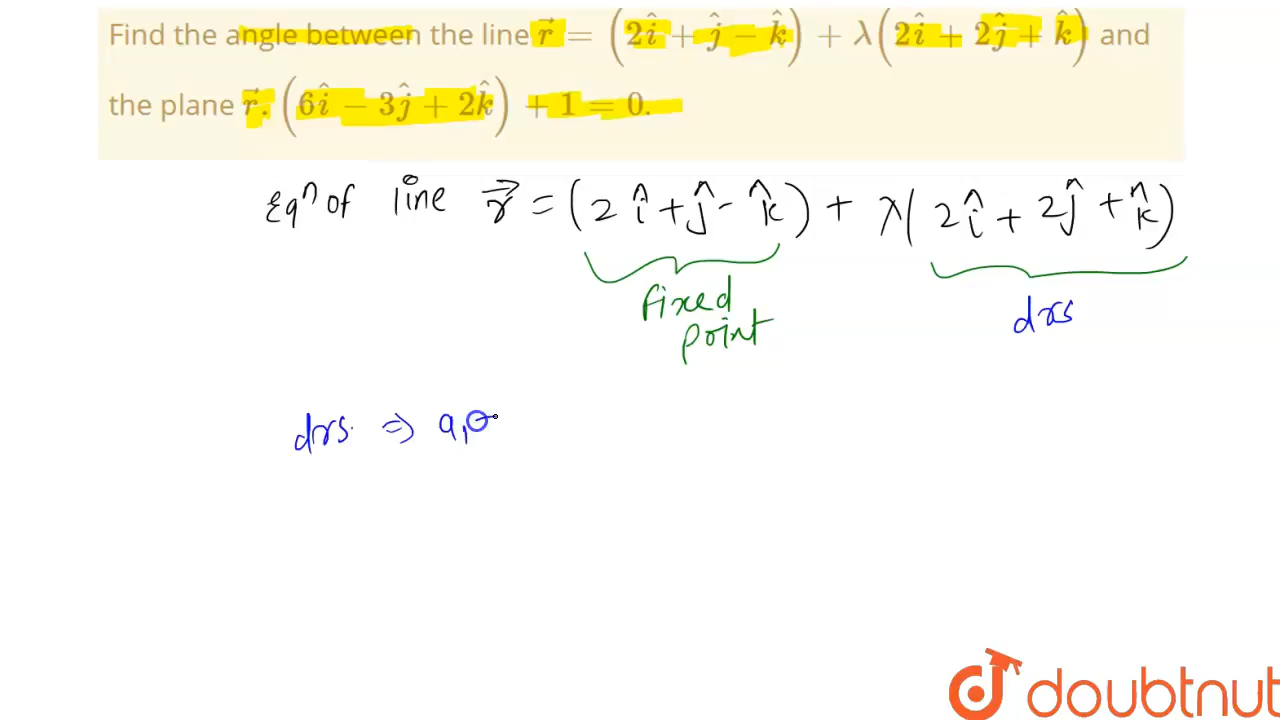 Find the angle between the line r⃗ = (2î + ĵ − k̂) + λ(2î + 2ĵ + k̂) and
the plane r⃗. (6î − 3ĵ + 2k̂) + 1 = 0.
Eqⁿ of line r⃗ = (2î + ĵ - k̂) + λ(2î + 2ĵ + k̂)
fixed
point
drs
drs. ⇒ a,
doubtnut